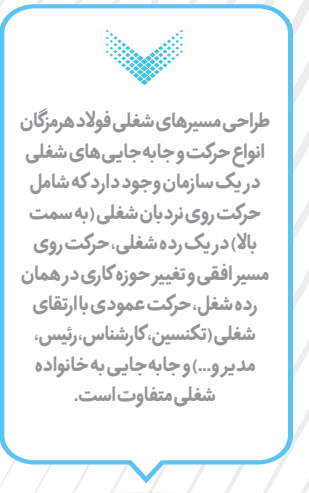 طراحی مسیرهای شغلی فولاد هرمزگان
انواع حرکت و جابه‌جایی‌های شغلی
در یک سازمان وجود دارد که شامل
حرکت روی نردبان شغلی (به سمت
بالا) در یک رده شغلی، حرکت روی
مسیر افقی و تغییر حوزه کاری در همان
رده شغل، حرکت عمودی با ارتقای
شغلی (تکنسین، کارشناس، رئیس،
مدیر و...) و جابه‌جایی به خانواده
شغلی متفاوت است.